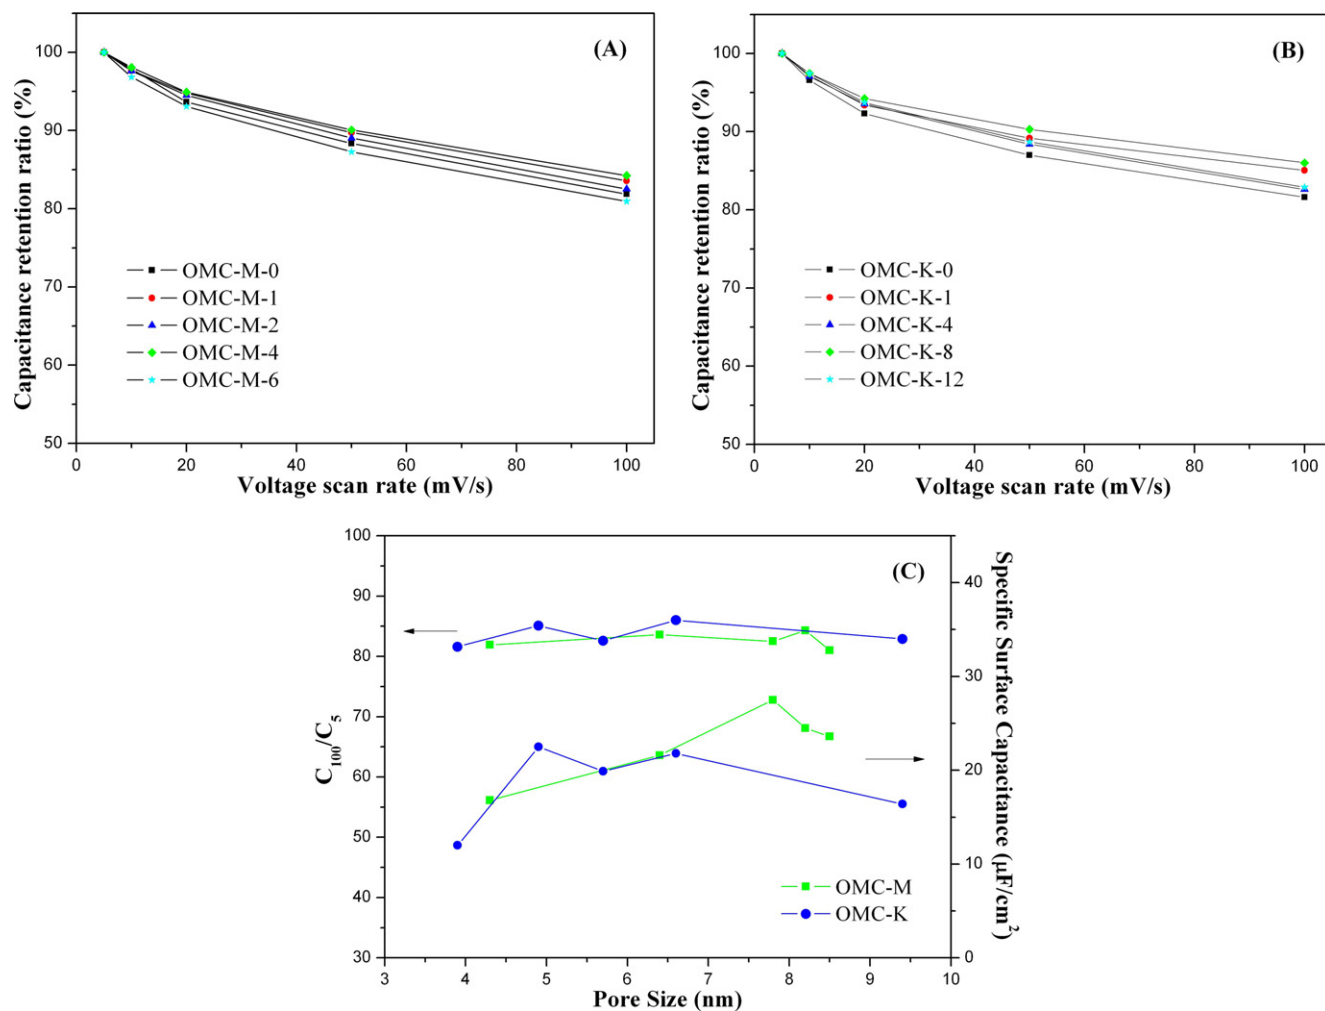 (A)
Capacitance retention ratio (%)
100
90
80
70
60
50
OMC-M-0
OMC-M-1
OMC-M-2
OMC-M-4
OMC-M-6
0 20 40 60 80 100
Voltage scan rate (mV/s)
(B)
Capacitance retention ratio (%)
100
90
80
70
60
50
OMC-K-0
OMC-K-1
OMC-K-4
OMC-K-8
OMC-K-12
0 20 40 60 80 100
Voltage scan rate (mV/s)
(C)
C100/C5
100
90
80
70
60
50
40
30
OMC-M
OMC-K
3 4 5 6 7 8 9 10
Pore Size (nm)
40
30
20
10
0
Specific Surface Capacitance (μF/cm²)